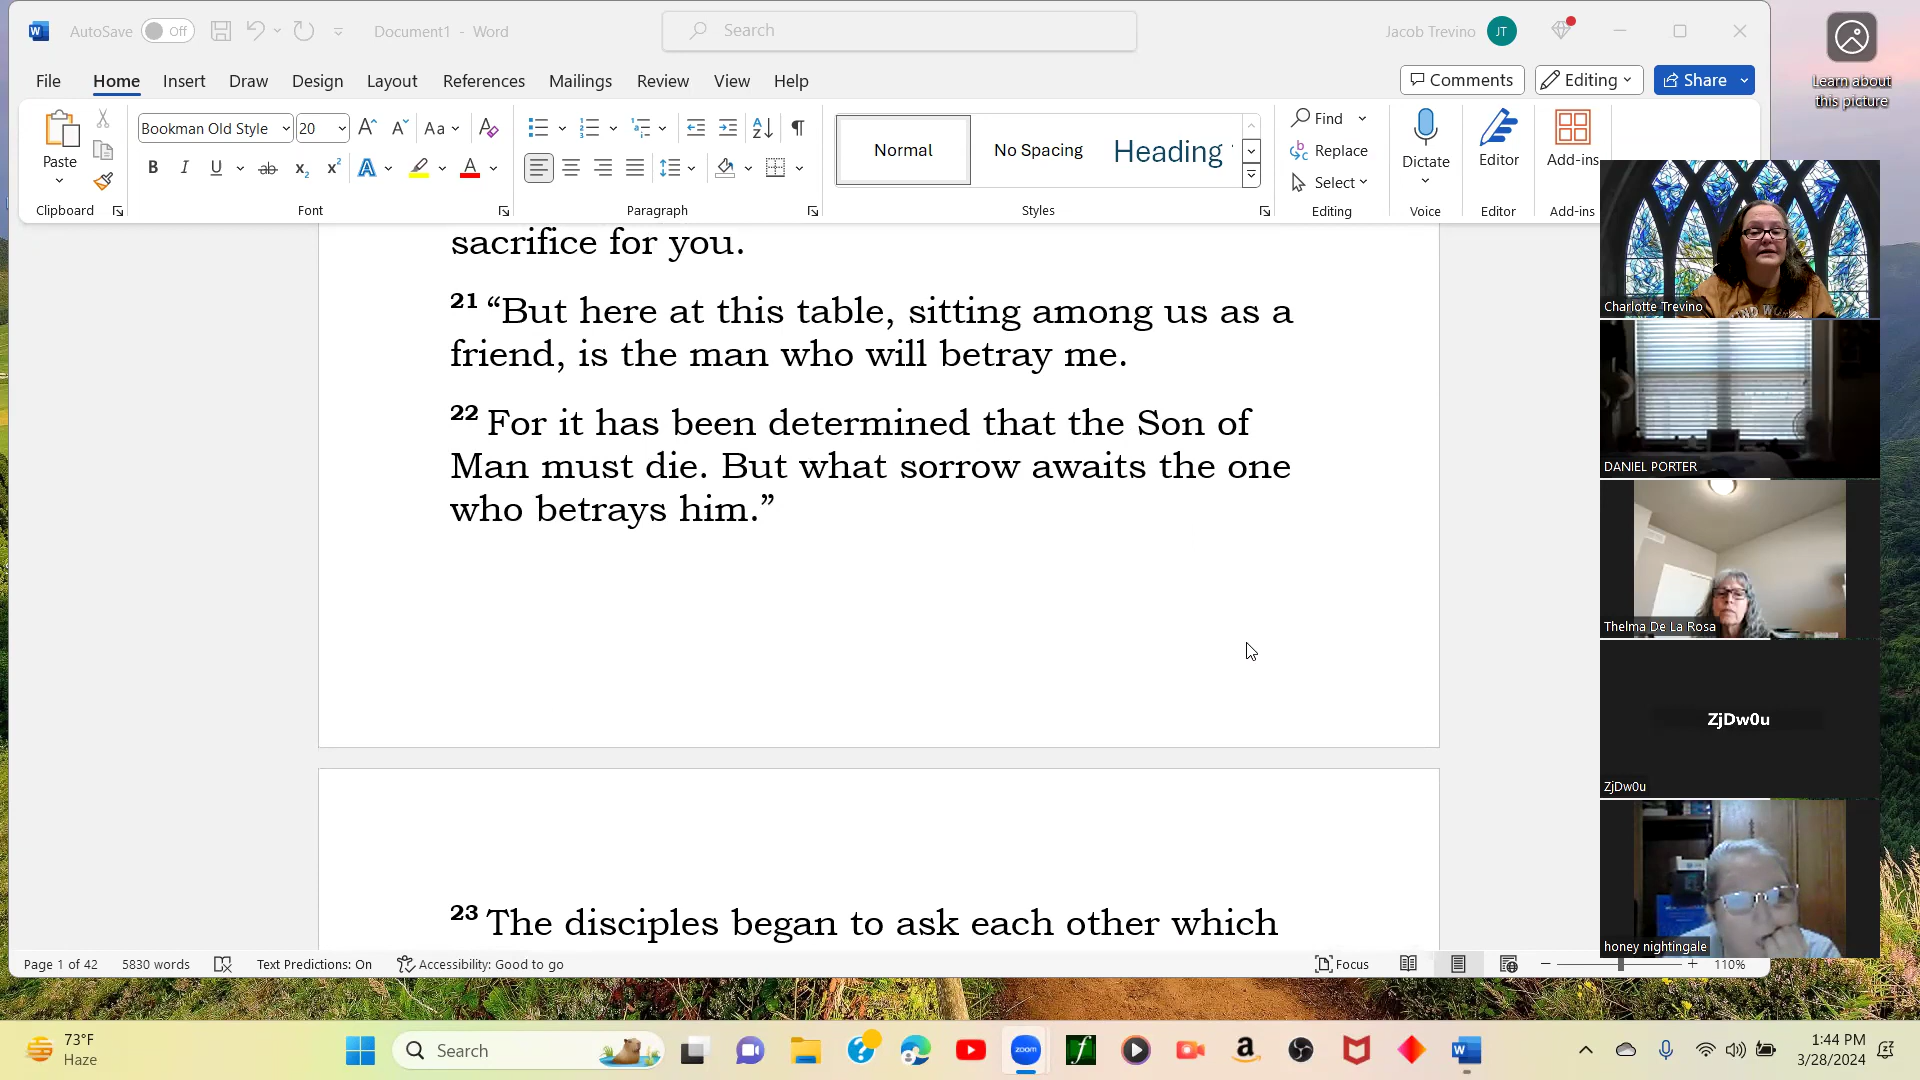 AutoSave Off Document1 - Word Search Jacob Trevino JT
File Home Insert Draw Design Layout References Mailings Review View Help Comments Editing Share
Learn about
this picture
Paste Bookman Old Style 20 Normal No Spacing Heading Find Replace Select Dictate Editor Add-ins
Clipboard Font Paragraph Styles Editing Voice Editor Add-ins
sacrifice for you.
21 “But here at this table, sitting among us as a
friend, is the man who will betray me.
22 For it has been determined that the Son of
Man must die. But what sorrow awaits the one
who betrays him.”
23 The disciples began to ask each other which
Charlotte Trevino
DANIEL PORTER
Thelma De La Rosa
ZjDw0u
ZjDw0u
honey nightingale
Page 1 of 42 5830 words Text Predictions: On Accessibility: Good to go Focus 110%
73°F
Haze
Search
zoom
1:44 PM
3/28/2024